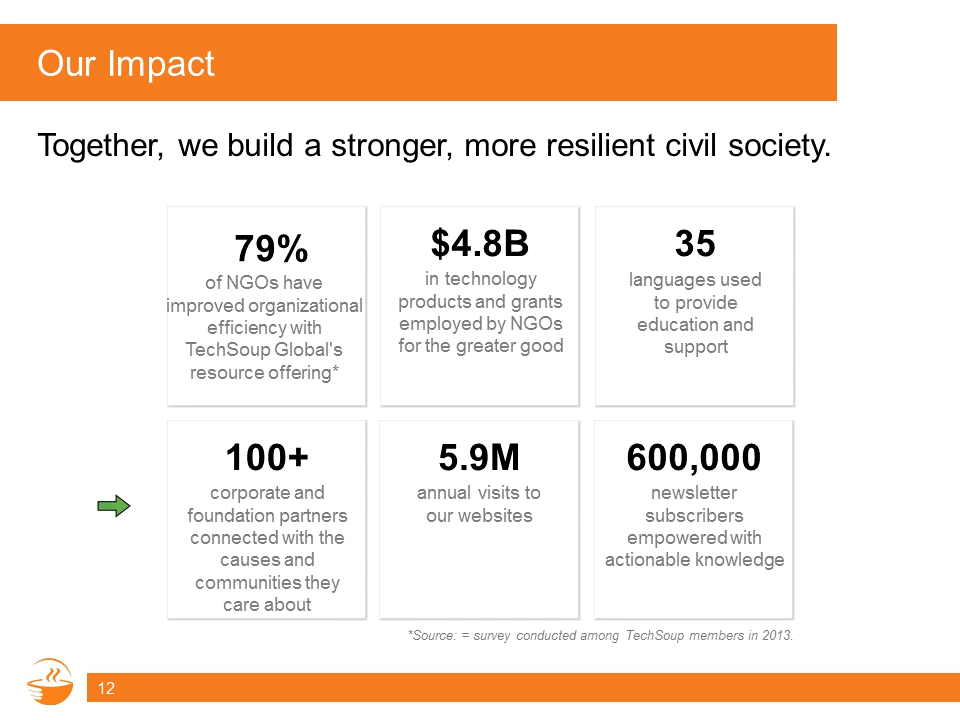 Our Impact
Together, we build a stronger, more resilient civil society.
79%
of NGOs have
improved organizational
efficiency with
TechSoup Global's
resource offering*
$4.8B
in technology
products and grants
employed by NGOs
for the greater good
35
languages used
to provide
education and
support
100+
corporate and
foundation partners
connected with the
causes and
communities they
care about
5.9M
annual visits to
our websites
600,000
newsletter
subscribers
empowered with
actionable knowledge
*Source: = survey conducted among TechSoup members in 2013.
12